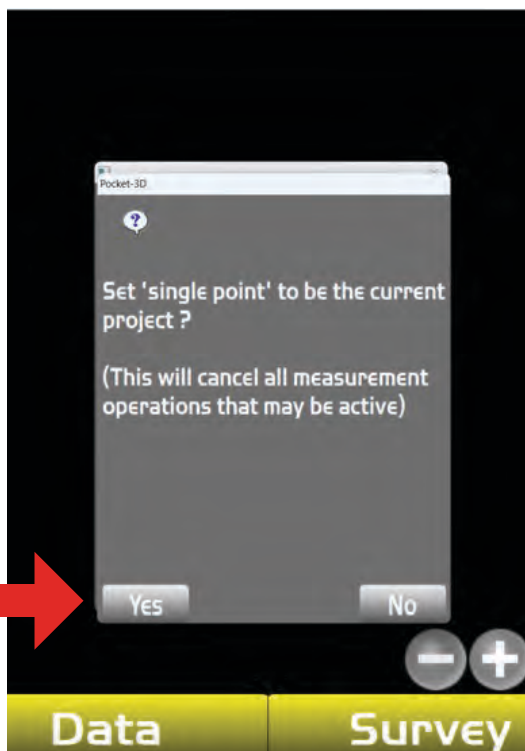 Pocket-3D
?
Set 'single point' to be the current
project ?
(This will cancel all measurement
operations that may be active)
Yes No
Data Survey